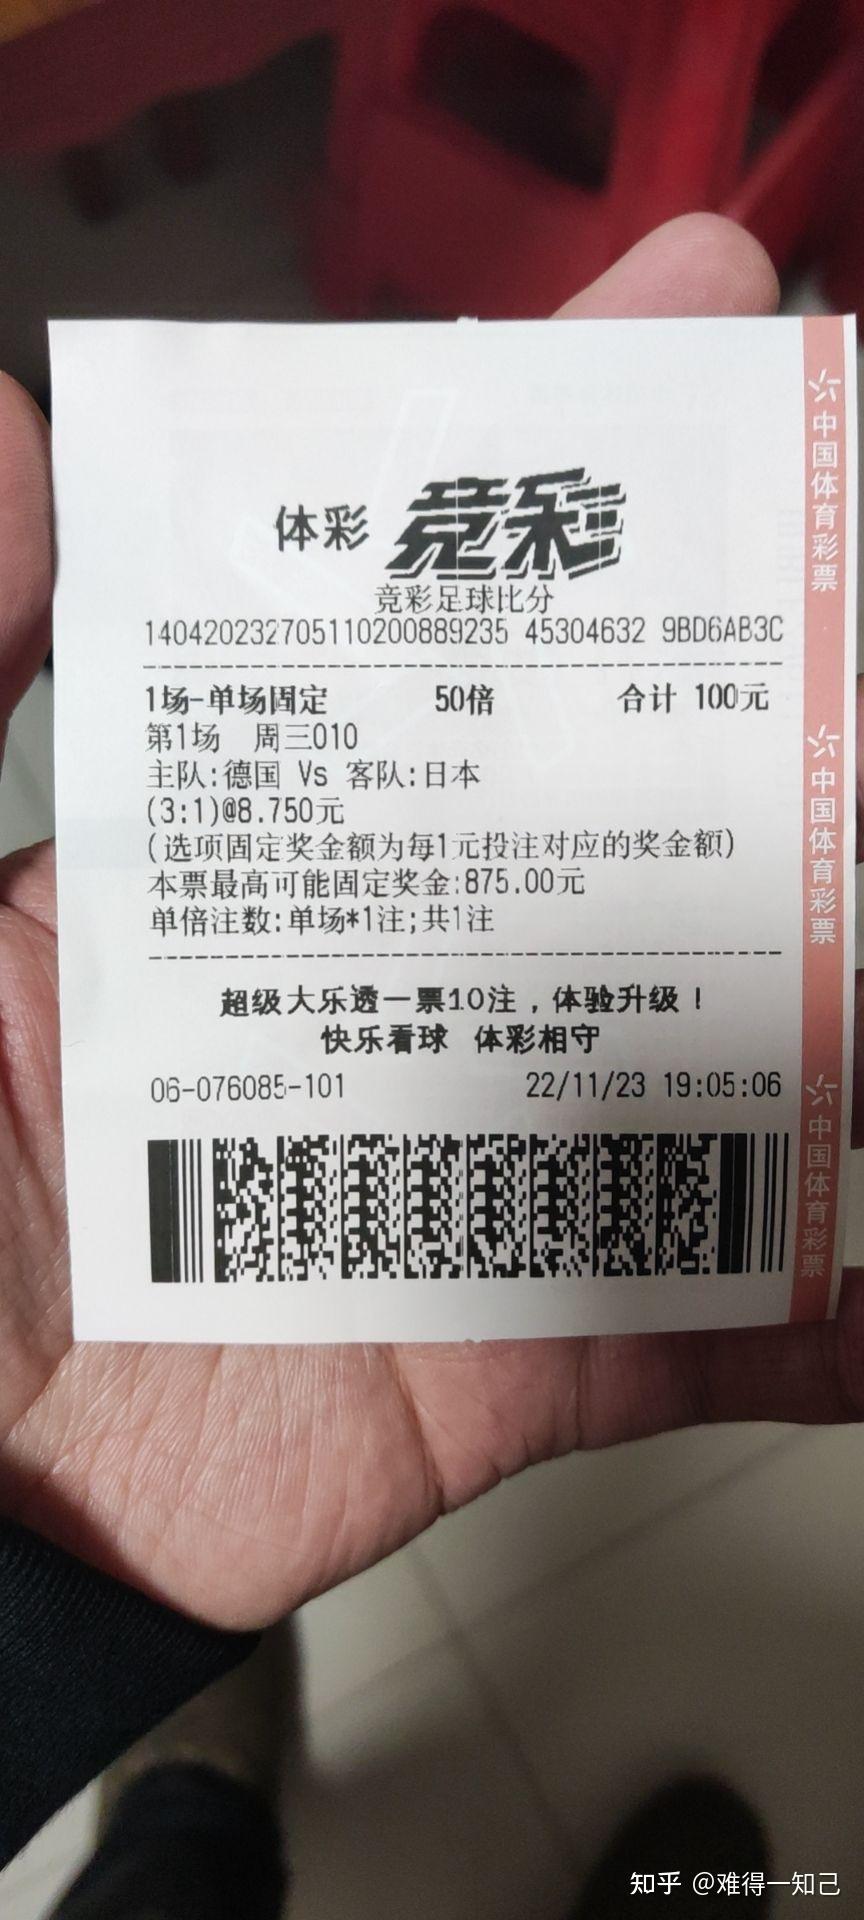 体彩 竞彩
竞彩足球比分
140420232705110200889235 45304632 9BD6AB3C
1场-单场固定 50倍 合计 100元
第1场 周三010
主队:德国 Vs 客队:日本
(3:1)@8.750元
(选项固定奖金额为每1元投注对应的奖金额)
本票最高可能固定奖金:875.00元
单倍注数:单场*1注;共1注
超级大乐透一票10注，体验升级！
快乐看球 体彩相守
06-076085-101 22/11/23 19:05:06
中国体育彩票
中国体育彩票
中国体育彩票
知乎 @难得一知己